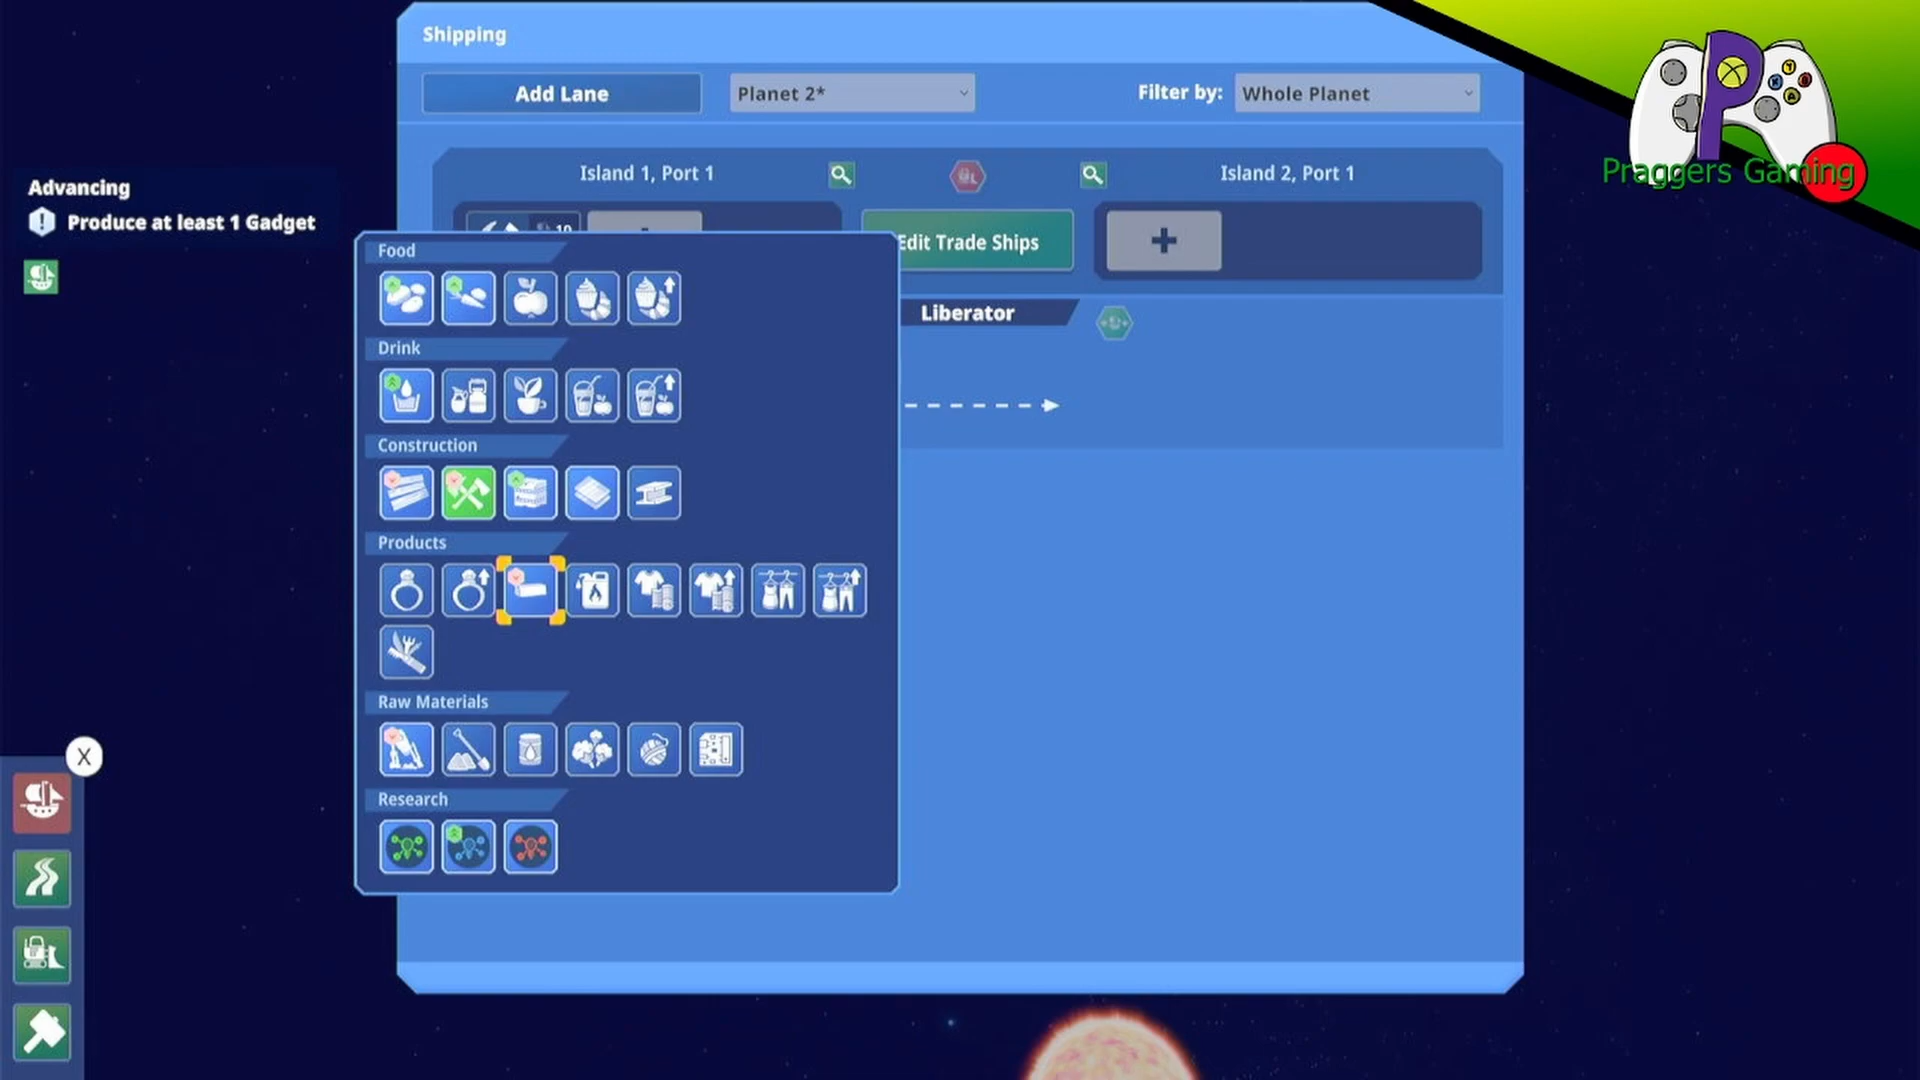 Shipping
Add Lane
Planet 2*
Filter by:
Whole Planet
Praggers Gaming
Island 1, Port 1
Island 2, Port 1
Advancing
Produce at least 1 Gadget
10
Edit Trade Ships
Food
Liberator
Drink
Construction
Products
Raw Materials
X
Research